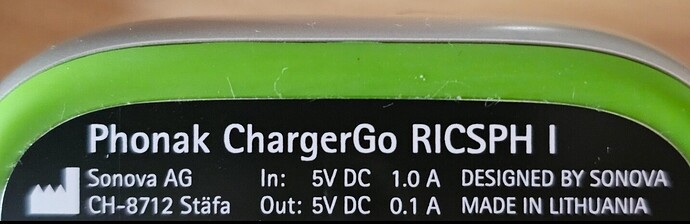 Phonak ChargerGo RICSPH I
Sonova AG In: 5V DC 1.0 A DESIGNED BY SONOVA
CH-8712 Stäfa Out: 5V DC 0.1 A MADE IN LITHUANIA